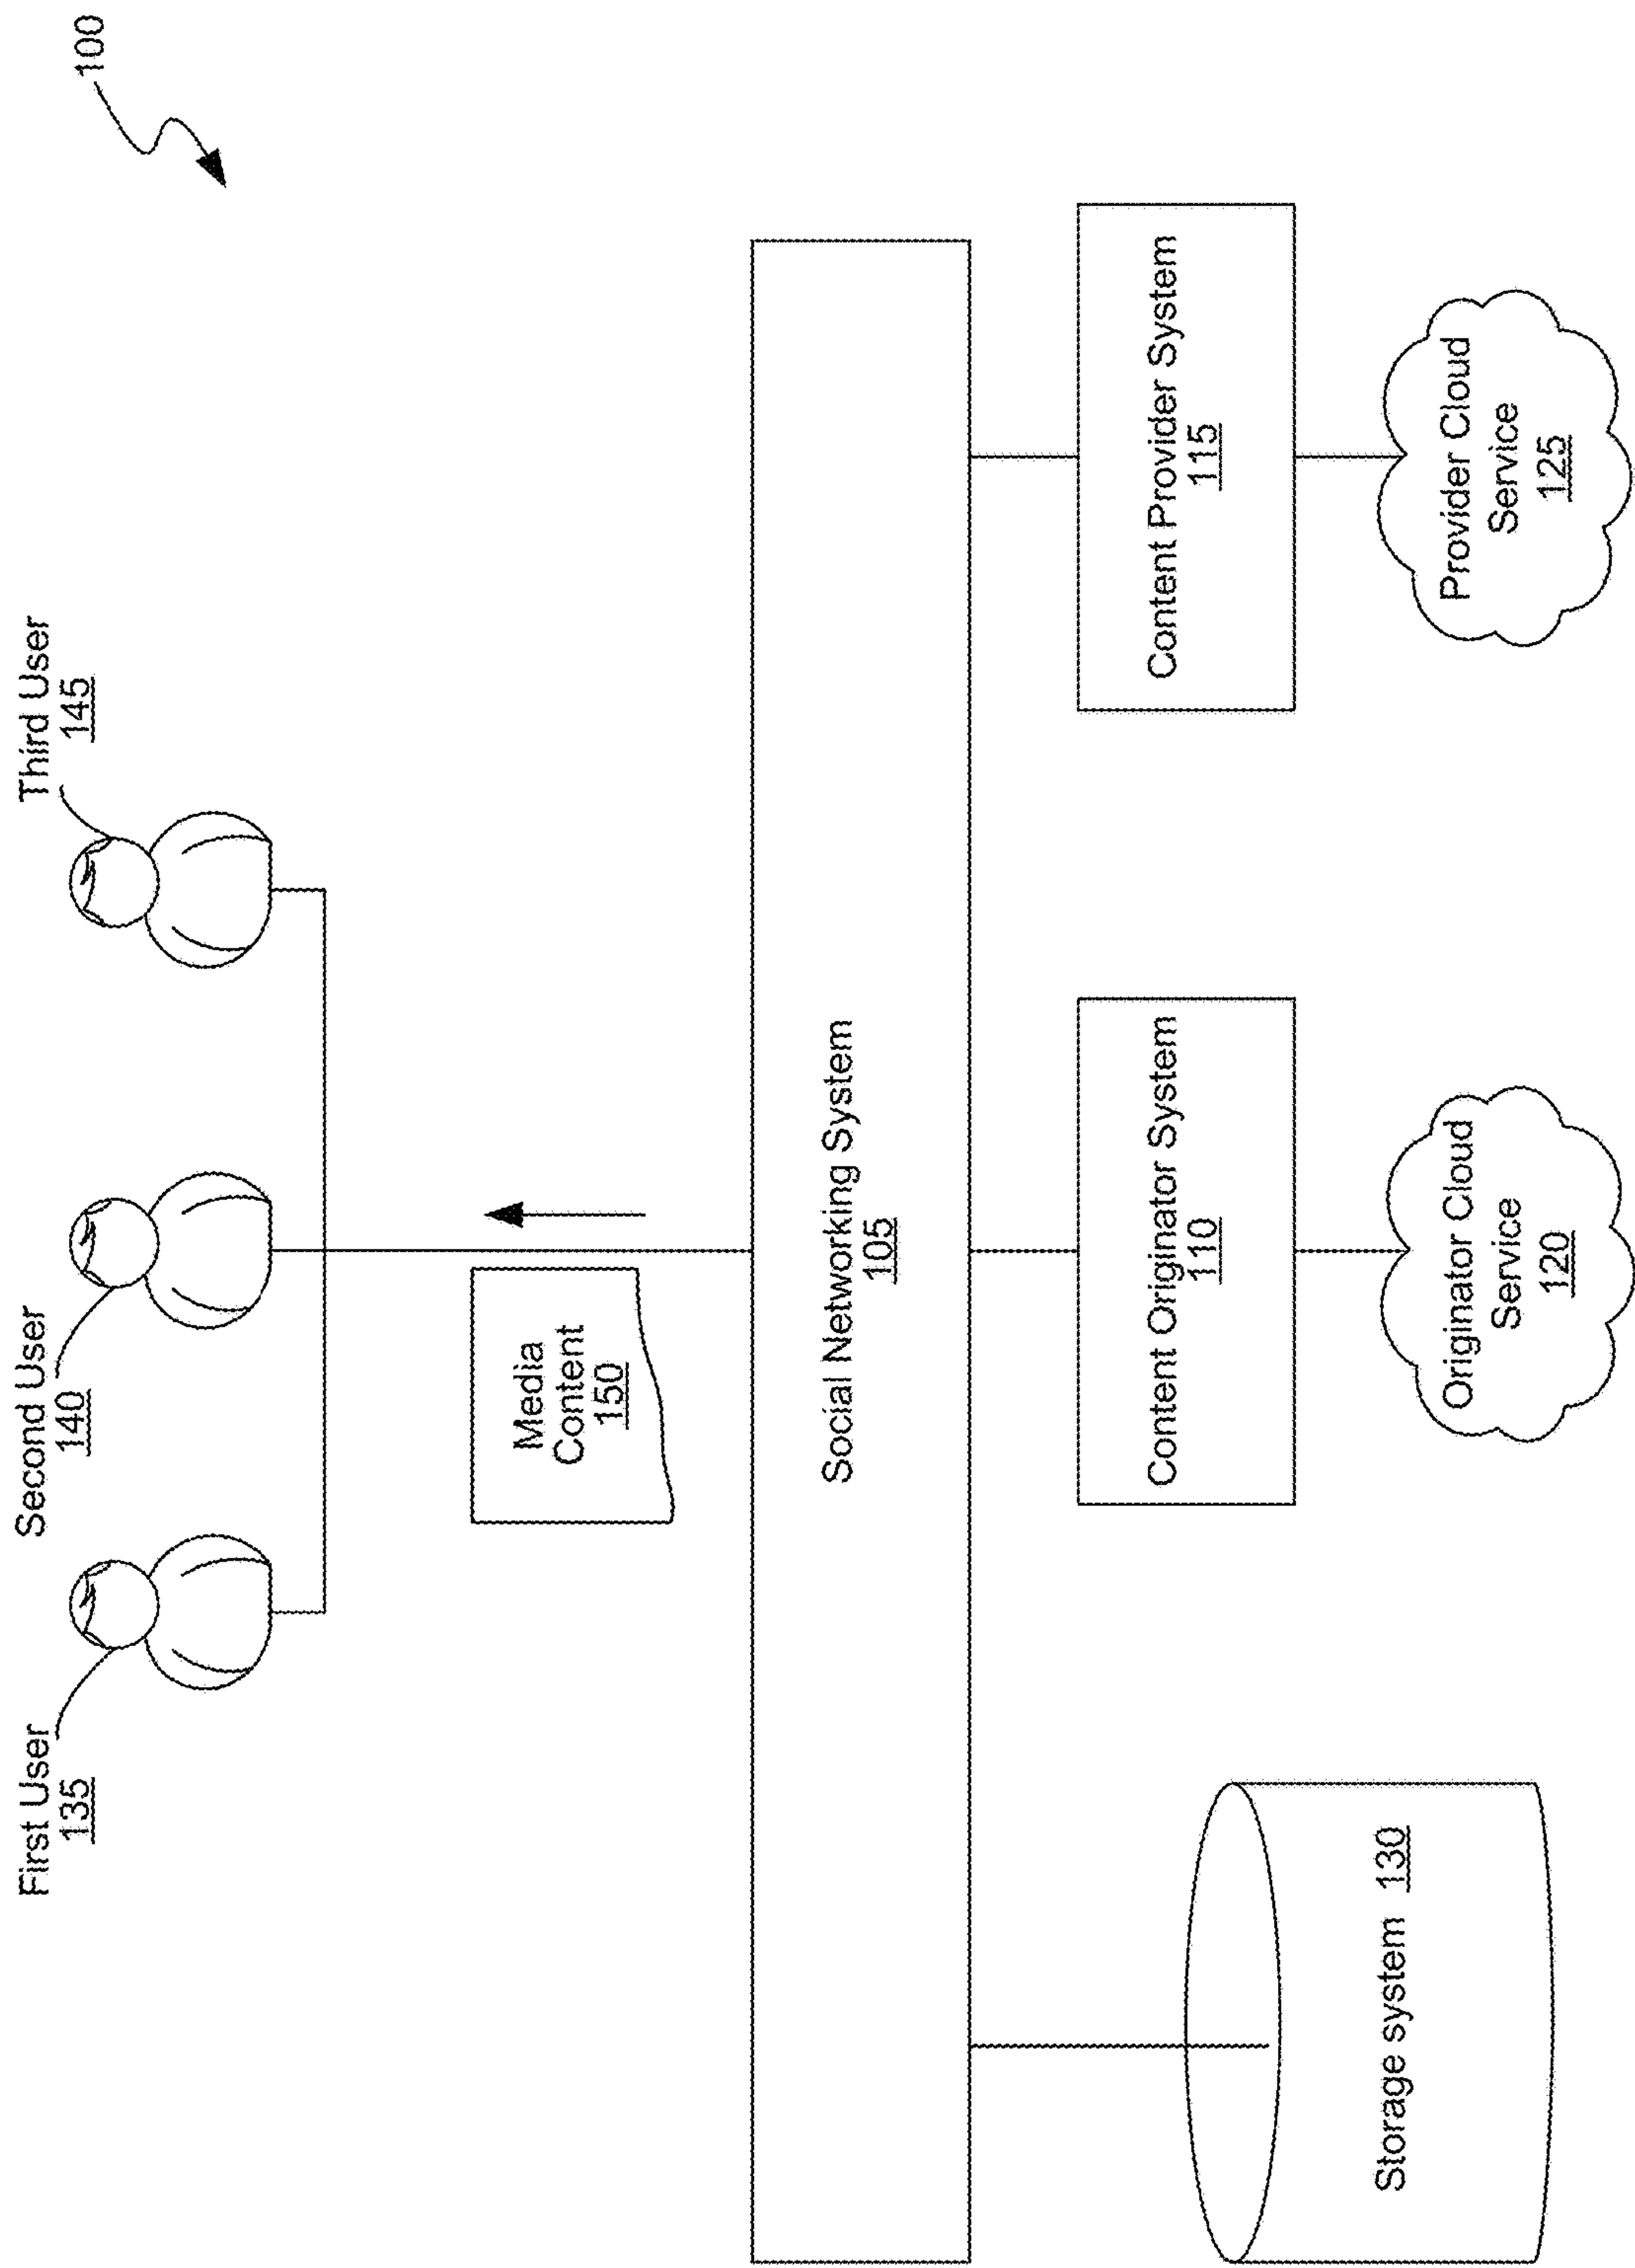 100
First User
135
Second User
140
Third User
145
Media
Content
150
Social Networking System
105
Storage system 130
Content Originator System
110
Content Provider System
115
Originator Cloud
Service
120
Provider Cloud
Service
125